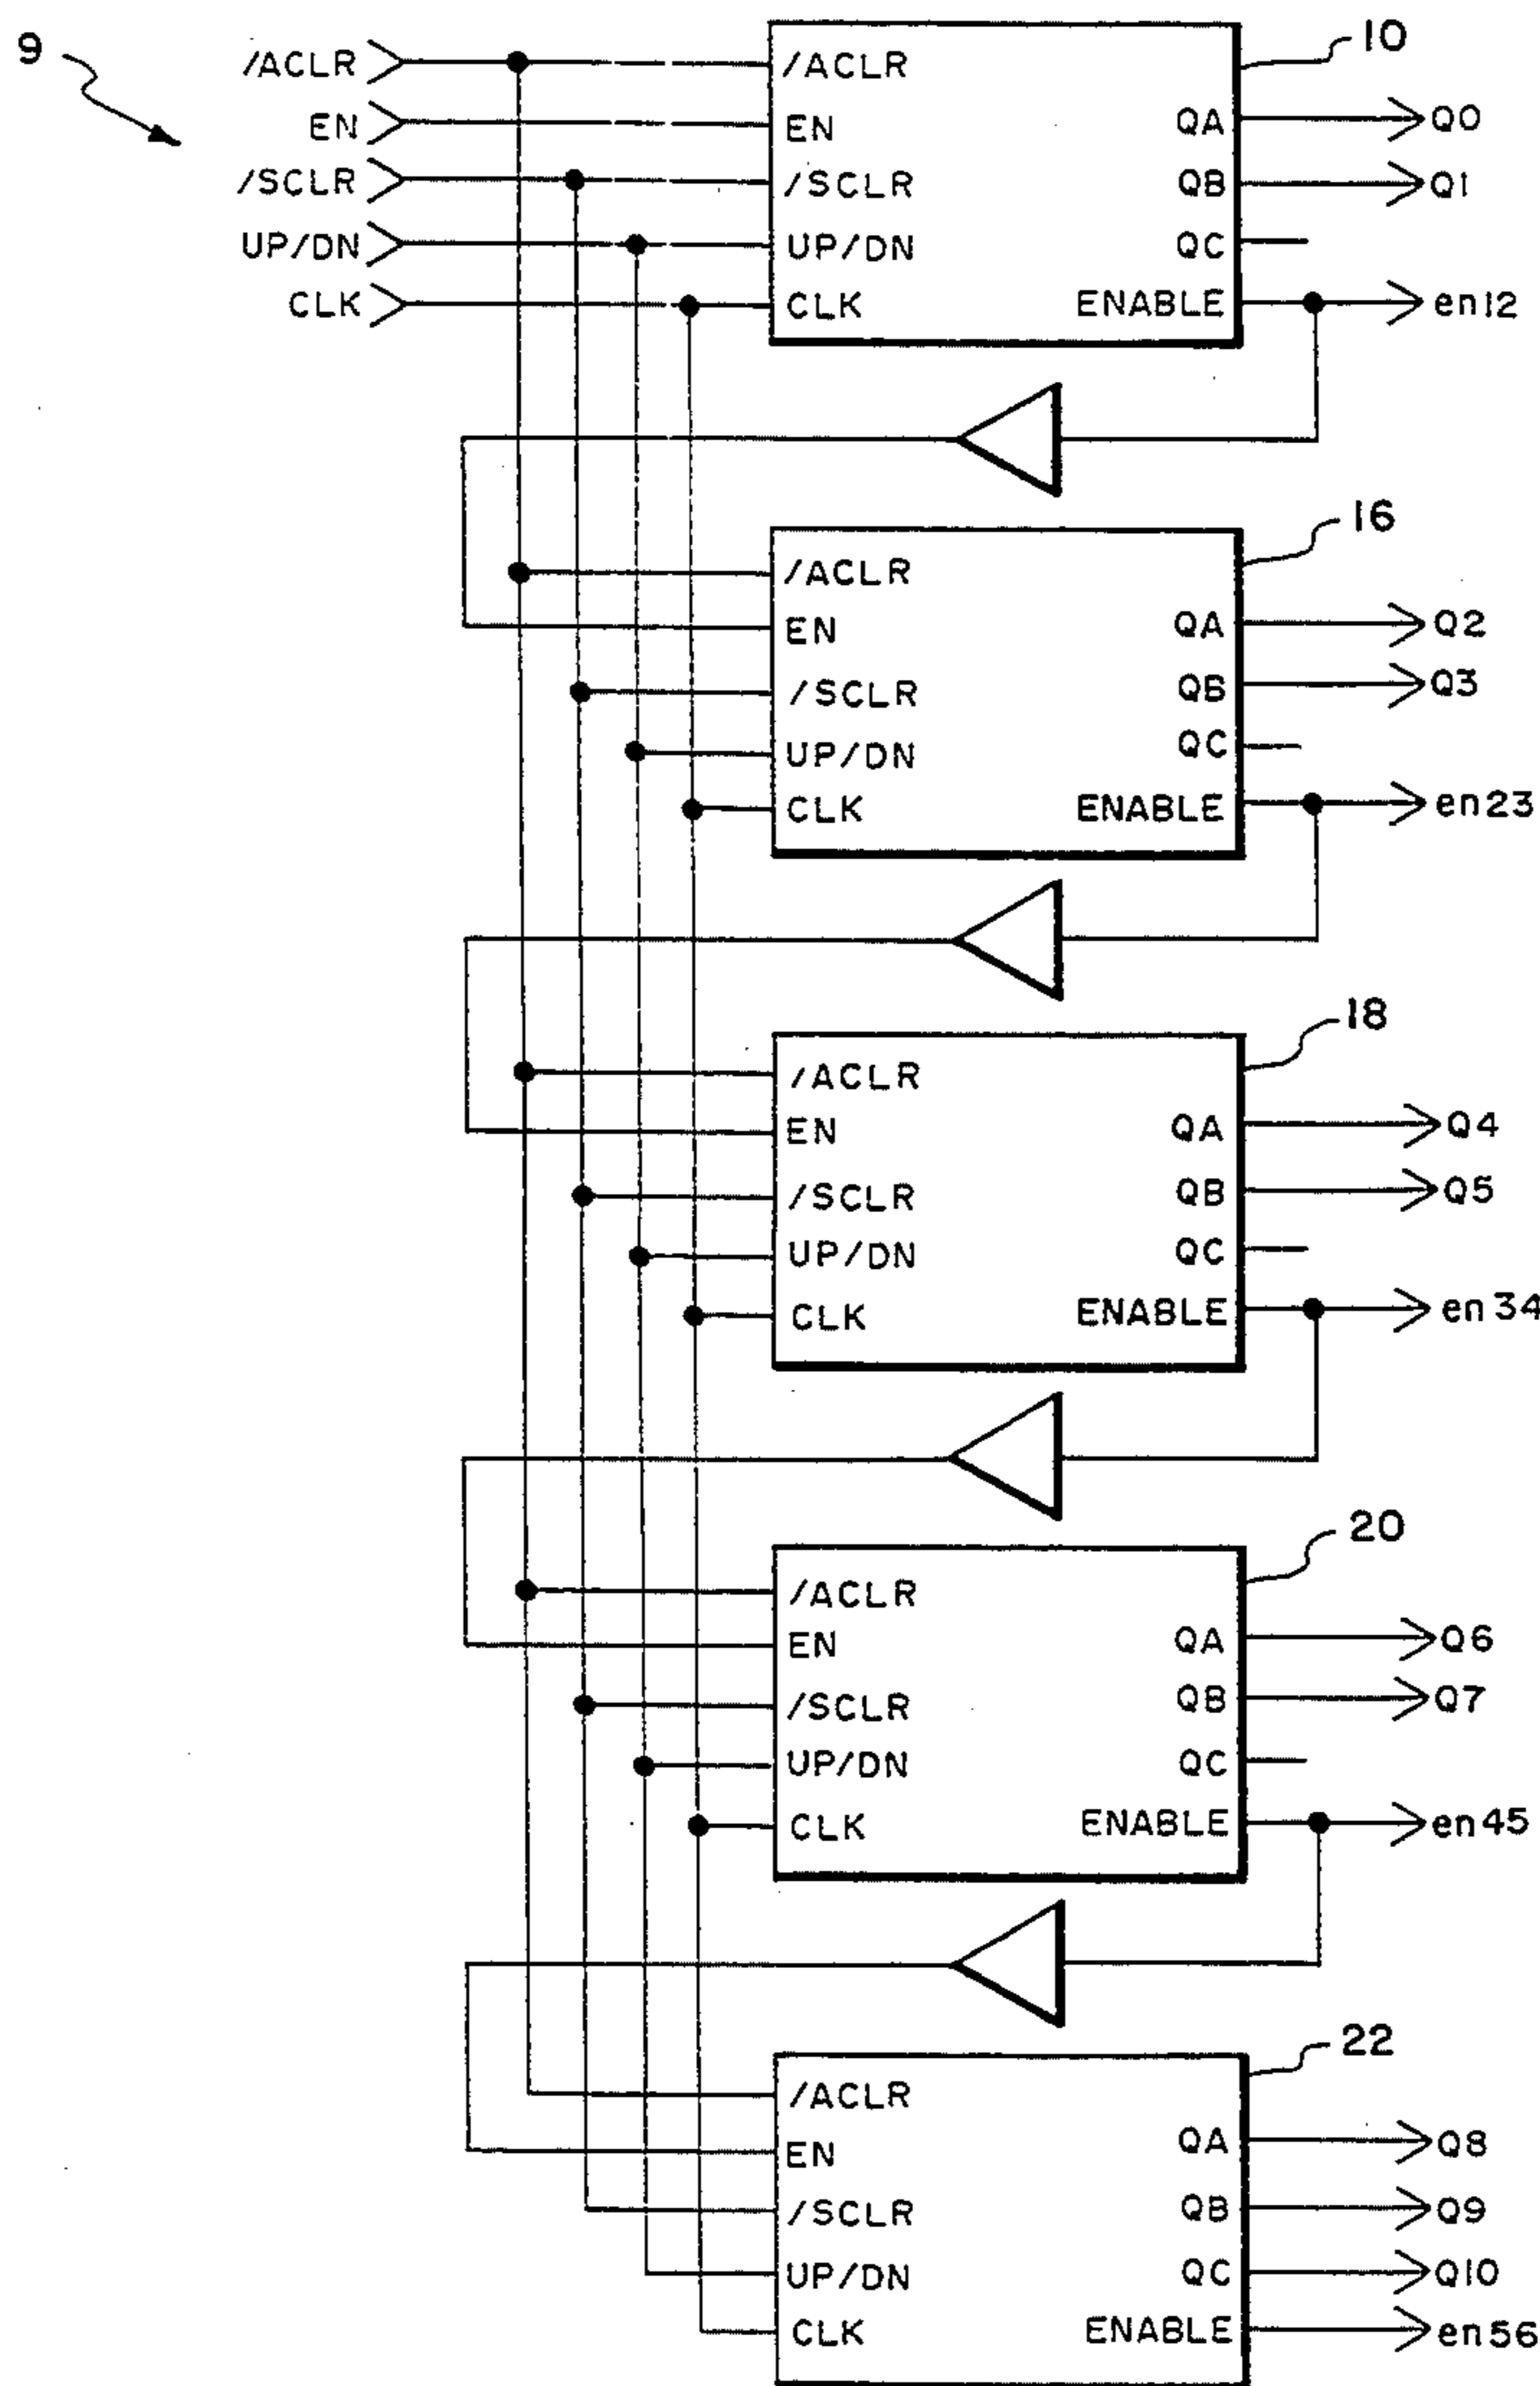 9
/ACLR
EN
/SCLR
UP/DN
CLK
10
/ACLR
EN
/SCLR
UP/DN
CLK
QA
QB
QC
ENABLE
Q0
Q1
en12
16
/ACLR
EN
/SCLR
UP/DN
CLK
QA
QB
QC
ENABLE
Q2
Q3
en23
18
/ACLR
EN
/SCLR
UP/DN
CLK
QA
QB
QC
ENABLE
Q4
Q5
en34
20
/ACLR
EN
/SCLR
UP/DN
CLK
QA
QB
QC
ENABLE
Q6
Q7
en45
22
/ACLR
EN
/SCLR
UP/DN
CLK
QA
QB
QC
ENABLE
Q8
Q9
Q10
en56